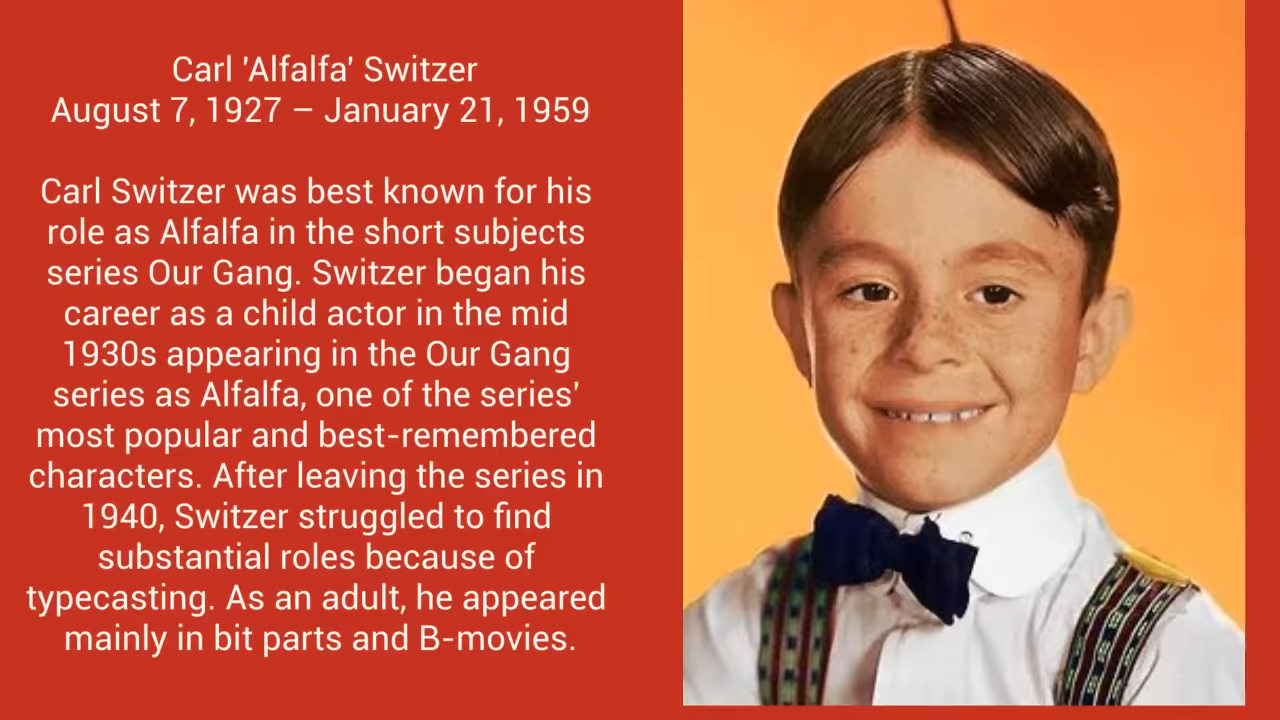 Carl 'Alfalfa' Switzer
August 7, 1927 – January 21, 1959
Carl Switzer was best known for his
role as Alfalfa in the short subjects
series Our Gang. Switzer began his
career as a child actor in the mid
1930s appearing in the Our Gang
series as Alfalfa, one of the series'
most popular and best-remembered
characters. After leaving the series in
1940, Switzer struggled to find
substantial roles because of
typecasting. As an adult, he appeared
mainly in bit parts and B-movies.